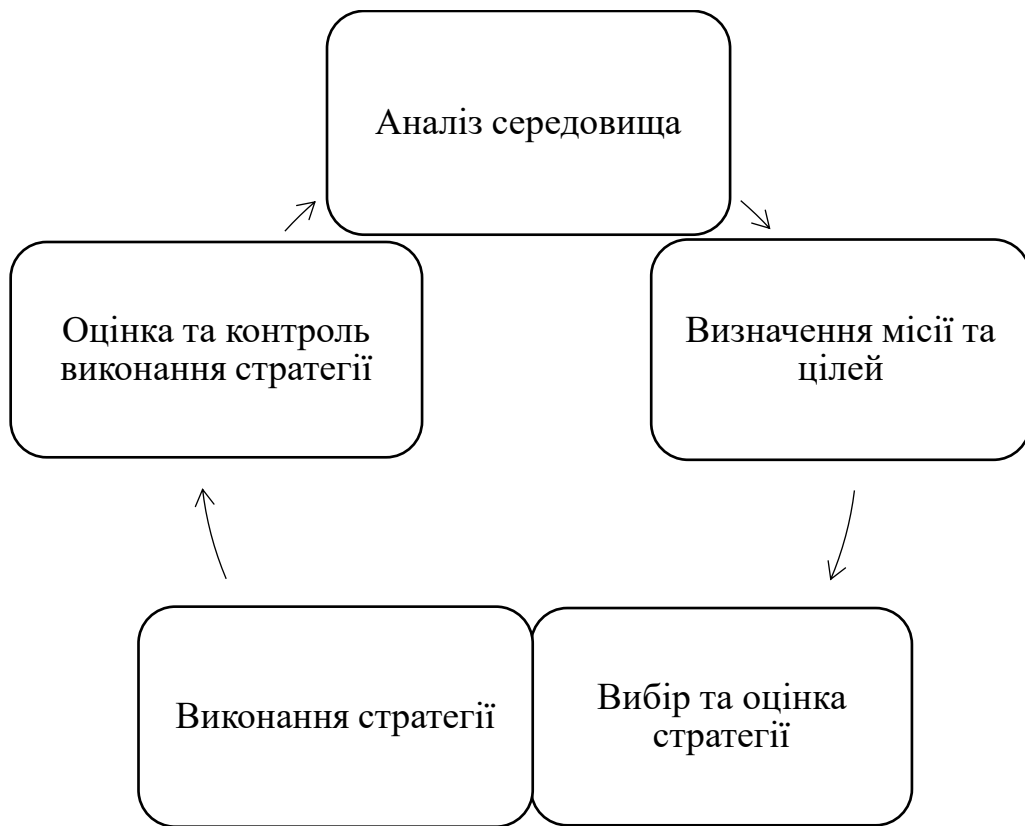 Аналіз середовища
Оцінка та контроль
виконання стратегії
Визначення місії та
цілей
Виконання стратегії
Вибір та оцінка
стратегії